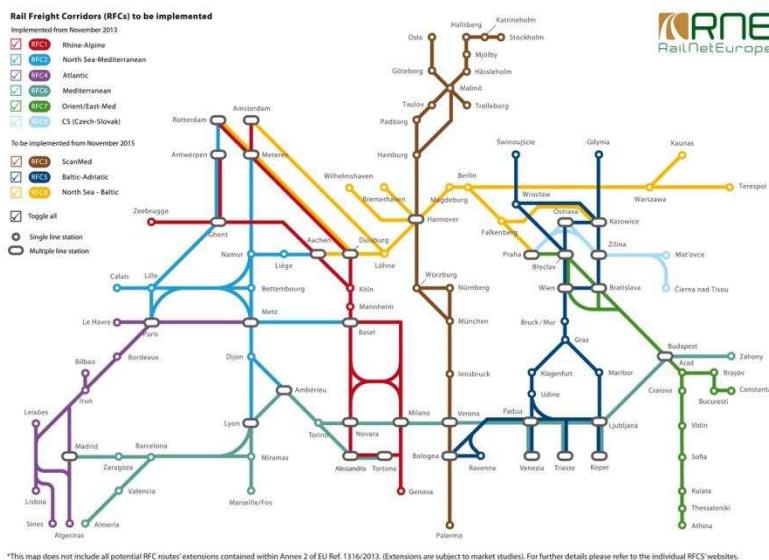 Rail Freight Corridors (RFCs) to be implemented
Implemented from November 2013
RFC1 Rhine-Alpine
RFC2 North Sea-Mediterranean
RFC4 Atlantic
RFC6 Mediterranean
RFC7 Orient/East-Med
RFC9 CS (Czech-Slovak)
To be implemented from November 2015
RFC3 ScanMed
RFC5 Baltic-Adriatic
RFC8 North Sea - Baltic
Toggle all
Single line station
Multiple line station
RNE
RailNetEurope
Oslo
Hallsberg
Katrineholm
Stockholm
Mjölby
Göteborg
Hässleholm
Malmö
Taulov
Trelleborg
Padborg
Hamburg
Rotterdam
Amsterdam
Antwerpen
Meteren
Wilhelmshaven
Bremerhaven
Magdeburg
Berlin
Świnoujście
Gdynia
Kaunas
Warszawa
Terespol
Wrocław
Zeebrugge
Ghent
Aachen
Duisburg
Hannover
Falkenberg
Ostrava
Katowice
Namur
Liège
Löhne
Praha
Břeclav
Zilina
Mat'ovce
Calais
Lille
Bettembourg
Köln
Würzburg
Nürnberg
Wien
Bratislava
Čierna nad Tisou
Mannheim
Le Havre
Paris
Metz
Basel
München
Bruck / Mur
Graz
Bordeaux
Dijon
Budapest
Zahony
Bilbao
Irun
Ambérieu
Innsbruck
Klagenfurt
Maribor
Arad
Brașov
Craiova
Bucuresti
Constanta
Udine
Leixões
Lyon
Torino
Novara
Milano
Verona
Padua
Ljubljana
Vidin
Madrid
Zaragoza
Barcelona
Miramas
Alessandria
Tortona
Bologna
Ravenna
Venezia
Trieste
Koper
Sofia
Lisboa
Valencia
Marseille/Fos
Genova
Kulata
Sines
Algeciras
Almeria
Palermo
Thessaloniki
Athina
*This map does not include all potential RFC routes' extensions contained within Annex 2 of EU Ref. 1316/2013. (Extensions are subject to market studies). For further details please refer to the individual RFCS' websites.